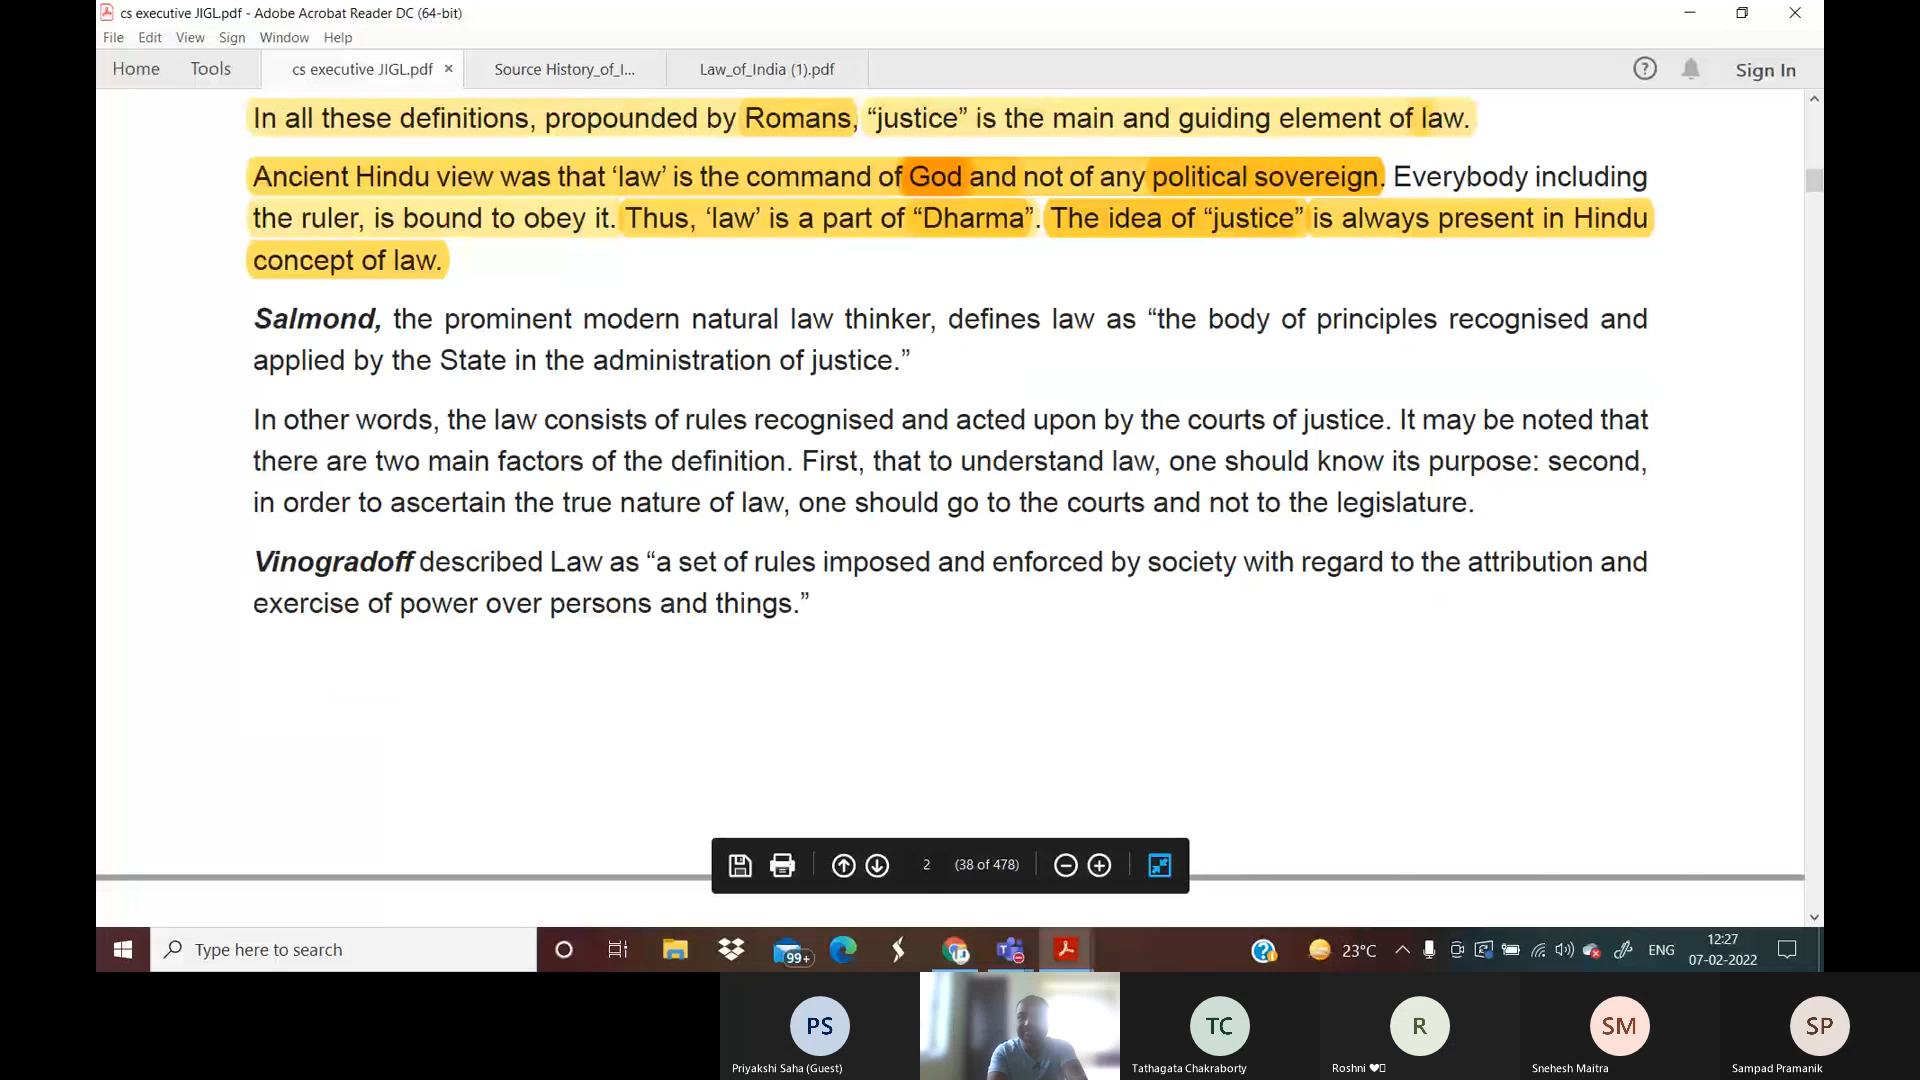 cs executive JIGL.pdf - Adobe Acrobat Reader DC (64-bit)
File Edit View Sign Window Help
Home Tools cs executive JIGL.pdf × Source History_of_I... Law_of_India (1).pdf Sign In
In all these definitions, propounded by Romans, “justice” is the main and guiding element of law.
Ancient Hindu view was that ‘law’ is the command of God and not of any political sovereign. Everybody including
the ruler, is bound to obey it. Thus, ‘law’ is a part of “Dharma”. The idea of “justice” is always present in Hindu
concept of law.
Salmond, the prominent modern natural law thinker, defines law as “the body of principles recognised and
applied by the State in the administration of justice.”
In other words, the law consists of rules recognised and acted upon by the courts of justice. It may be noted that
there are two main factors of the definition. First, that to understand law, one should know its purpose: second,
in order to ascertain the true nature of law, one should go to the courts and not to the legislature.
Vinogradoff described Law as “a set of rules imposed and enforced by society with regard to the attribution and
exercise of power over persons and things.”
2 (38 of 478)
Type here to search 99+ 23°C ENG 12:27
07-02-2022
PS TC R SM SP
Priyakshi Saha (Guest) Tathagata Chakraborty Roshni ❤ Snehesh Maitra Sampad Pramanik